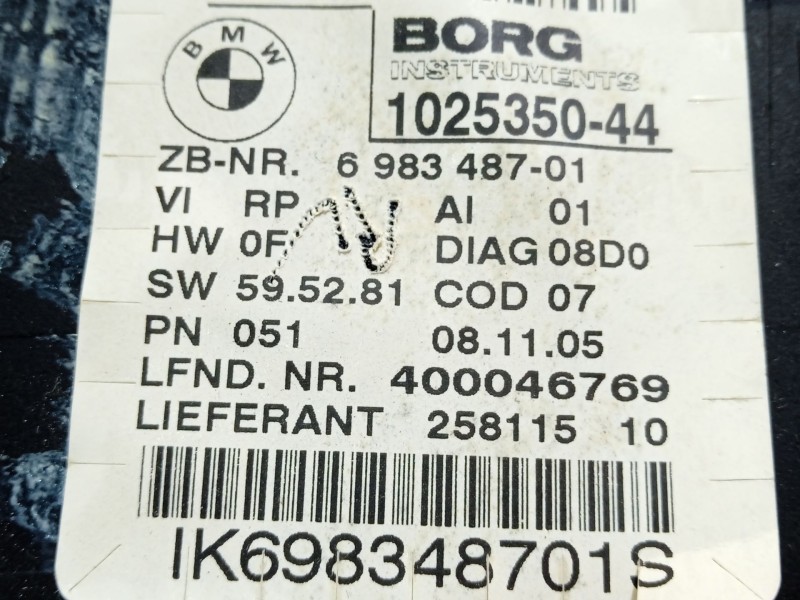 BMW
BORG
INSTRUMENTS
1025350-44
ZB-NR. 6 983 487-01
VI RP AI 01
HW 0F DIAG 08D0
SW 59.52.81 COD 07
PN 051 08.11.05
LFND. NR. 400046769
LIEFERANT 258115 10
IK698348701S